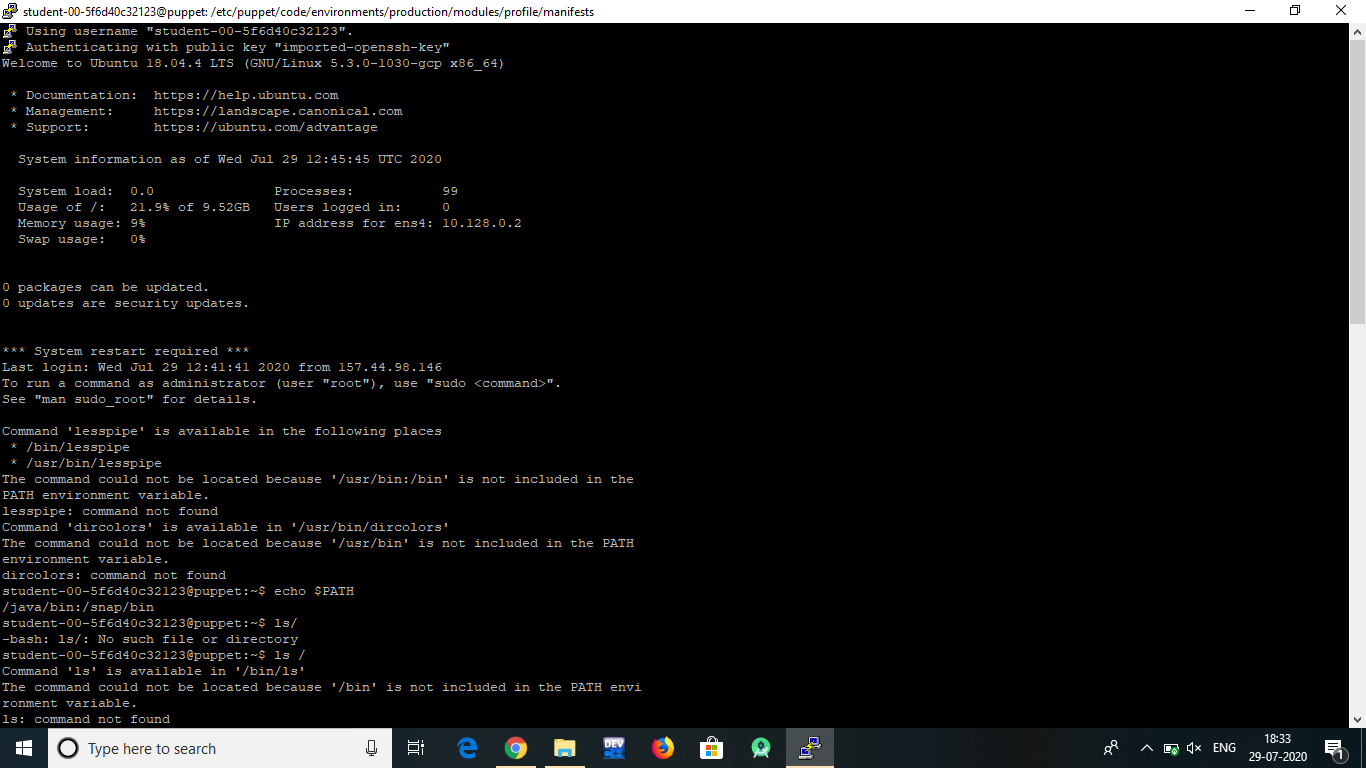 student-00-5f6d40c32123@puppet: /etc/puppet/code/environments/production/modules/profile/manifests
Using username "student-00-5f6d40c32123".
Authenticating with public key "imported-openssh-key"
Welcome to Ubuntu 18.04.4 LTS (GNU/Linux 5.3.0-1030-gcp x86_64)
* Documentation:  https://help.ubuntu.com
* Management:     https://landscape.canonical.com
* Support:        https://ubuntu.com/advantage
System information as of Wed Jul 29 12:45:45 UTC 2020
System load:  0.0               Processes:           99
Usage of /:   21.9% of 9.52GB   Users logged in:     0
Memory usage: 9%                IP address for ens4: 10.128.0.2
Swap usage:   0%
0 packages can be updated.
0 updates are security updates.
*** System restart required ***
Last login: Wed Jul 29 12:41:41 2020 from 157.44.98.146
To run a command as administrator (user "root"), use "sudo <command>".
See "man sudo_root" for details.
Command 'lesspipe' is available in the following places
* /bin/lesspipe
* /usr/bin/lesspipe
The command could not be located because '/usr/bin:/bin' is not included in the
PATH environment variable.
lesspipe: command not found
Command 'dircolors' is available in '/usr/bin/dircolors'
The command could not be located because '/usr/bin' is not included in the PATH
environment variable.
dircolors: command not found
student-00-5f6d40c32123@puppet:~$ echo $PATH
/java/bin:/snap/bin
student-00-5f6d40c32123@puppet:~$ ls/
-bash: ls/: No such file or directory
student-00-5f6d40c32123@puppet:~$ ls /
Command 'ls' is available in '/bin/ls'
The command could not be located because '/bin' is not included in the PATH envi
ronment variable.
ls: command not found
Type here to search
DEV
ENG
18:33
29-07-2020
1